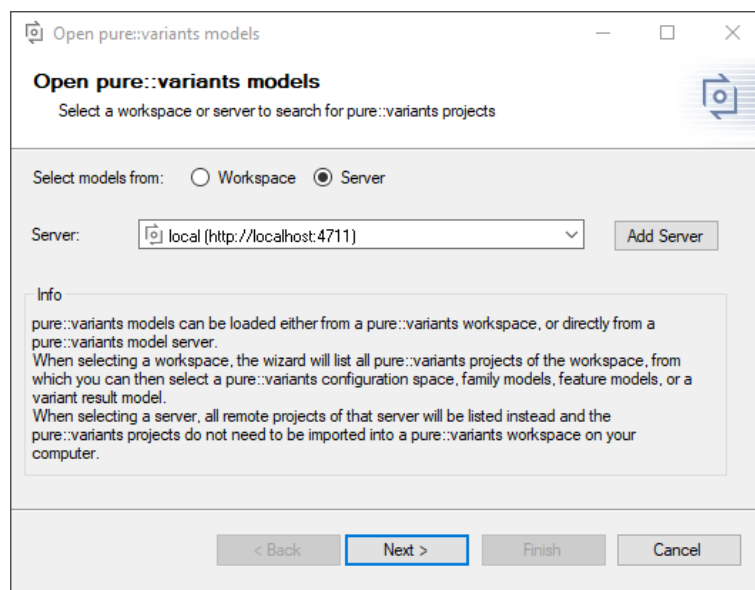 Open pure::variants models
Open pure::variants models
Select a workspace or server to search for pure::variants projects
Select models from: Workspace Server
Server: local (http://localhost:4711) Add Server
Info
pure::variants models can be loaded either from a pure::variants workspace, or directly from a
pure::variants model server.
When selecting a workspace, the wizard will list all pure::variants projects of the workspace, from
which you can then select a pure::variants configuration space, family models, feature models, or a
variant result model.
When selecting a server, all remote projects of that server will be listed instead and the
pure::variants projects do not need to be imported into a pure::variants workspace on your
computer.
< Back Next > Finish Cancel